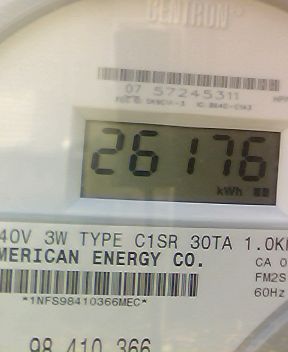 CENTRON
07 57245311
26176
kWh
40V 3W TYPE C1SR 30TA 1.0K
MERICAN ENERGY CO.
CA 0
FM2S
60Hz
*1NFS98410366MEC*
98 410 366